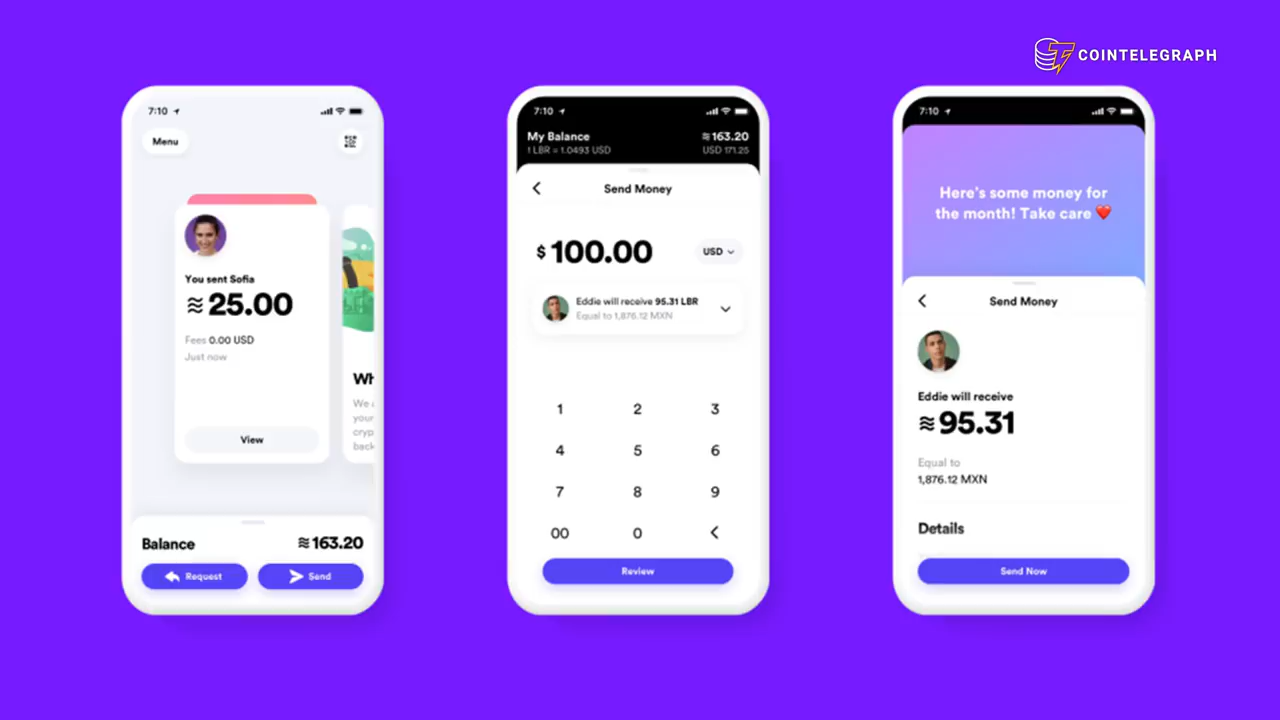 COINTELEGRAPH
7:10
Menu
You sent Sofia
≋25.00
Fees 0.00 USD
Just now
View
Wh
We
your
cryp
back
Balance
≋163.20
Request
Send
7:10
My Balance
≋163.20
1 LBR = 1.0493 USD
USD 171.25
Send Money
$ 100.00
USD
Eddie will receive 95.31 LBR
Equal to 1,876.12 MXN
1 2 3
4 5 6
7 8 9
00 0
Review
7:10
Here's some money for
the month! Take care ❤️
Send Money
Eddie will receive
≋95.31
Equal to
1,876.12 MXN
Details
Send Now